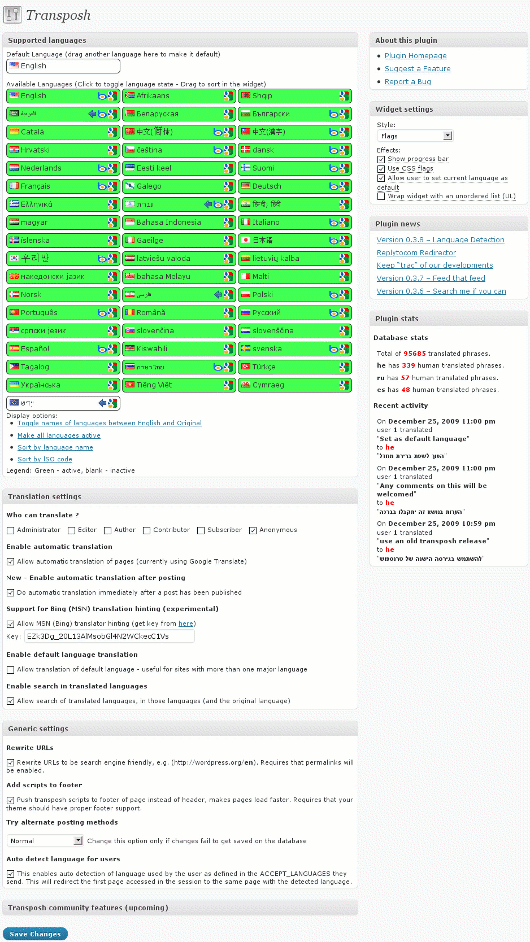 Transposh
Supported languages
Default Language (drag another language here to make it default)
English
Available Languages (Click to toggle language state - Drag to sort in the widget)
English Afrikaans Shqip
العربية Беларуская Български
Català 中文(简体) 中文(漢字)
Hrvatski čeština dansk
Nederlands Eesti keel Suomi
Français Galego Deutsch
Ελληνικά עברית हिन्दी; हिंदी
magyar Bahasa Indonesia Italiano
íslenska Gaeilge 日本語
우리말 latviešu valoda lietuvių kalba
македонски јазик bahasa Melayu Malti
Norsk فارسی Polski
Português Română Русский
српски језик slovenčina slovenščina
Español Kiswahili svenska
Tagalog ภาษาไทย Türkçe
Українська Tiếng Việt Cymraeg
ייִדיש
Display options:
Toggle names of languages between English and Original
Make all languages active
Sort by language name
Sort by ISO code
Legend: Green - active, blank - inactive
Translation settings
Who can translate ?
Administrator Editor Author Contributor Subscriber Anonymous
Enable automatic translation
Allow automatic translation of pages (currently using Google Translate)
New - Enable automatic translation after posting
Do automatic translation immediately after a post has been published
Support for Bing (MSN) translation hinting (experimental)
Allow MSN (Bing) translator hinting (get key from here)
Key:
Enable default language translation
Allow translation of default language - useful for sites with more than one major language
Enable search in translated languages
Allow search of translated languages, in those languages (and the original language)
Generic settings
Rewrite URLs
Rewrite URLs to be search engine friendly, e.g. (http://wordpress.org/en). Requires that permalinks will
be enabled.
Add scripts to footer
Push transposh scripts to footer of page instead of header, makes pages load faster. Requires that your
theme should have proper footer support.
Try alternate posting methods
Normal Change this option only if changes fail to get saved on the database
Auto detect language for users
This enables auto detection of language used by the user as defined in the ACCEPT_LANGUAGES they
send. This will redirect the first page accessed in the session to the same page with the detected language.
Transposh community features (upcoming)
Save Changes
About this plugin
Plugin Homepage
Suggest a Feature
Report a Bug
Widget settings
Style:
Flags
Effects:
Show progress bar
Use CSS flags
Allow user to set current language as
default
Wrap widget with an unordered list (UL)
Plugin news
Version 0.3.8 – Language Detection
Replytocom Redirector
Keep "trac" of our developments
Version 0.3.7 – Feed that feed
Version 0.3.6 – Search me if you can
Plugin stats
Database stats
Total of 95685 translated phrases.
he has 339 human translated phrases.
ru has 57 human translated phrases.
es has 48 human translated phrases.
Recent activity
On December 25, 2009 11:00 pm
user 1 translated
"Set as default language"
to he
On December 25, 2009 11:00 pm
user 1 translated
"Any comments on this will be
welcomed"
to he
"הערות בנושא זה יתקבלו בברכה"
On December 25, 2009 10:59 pm
user 1 translated
"use an old transposh release"
to he
"להשתמש בגירסה הישנה של טרנספוש"